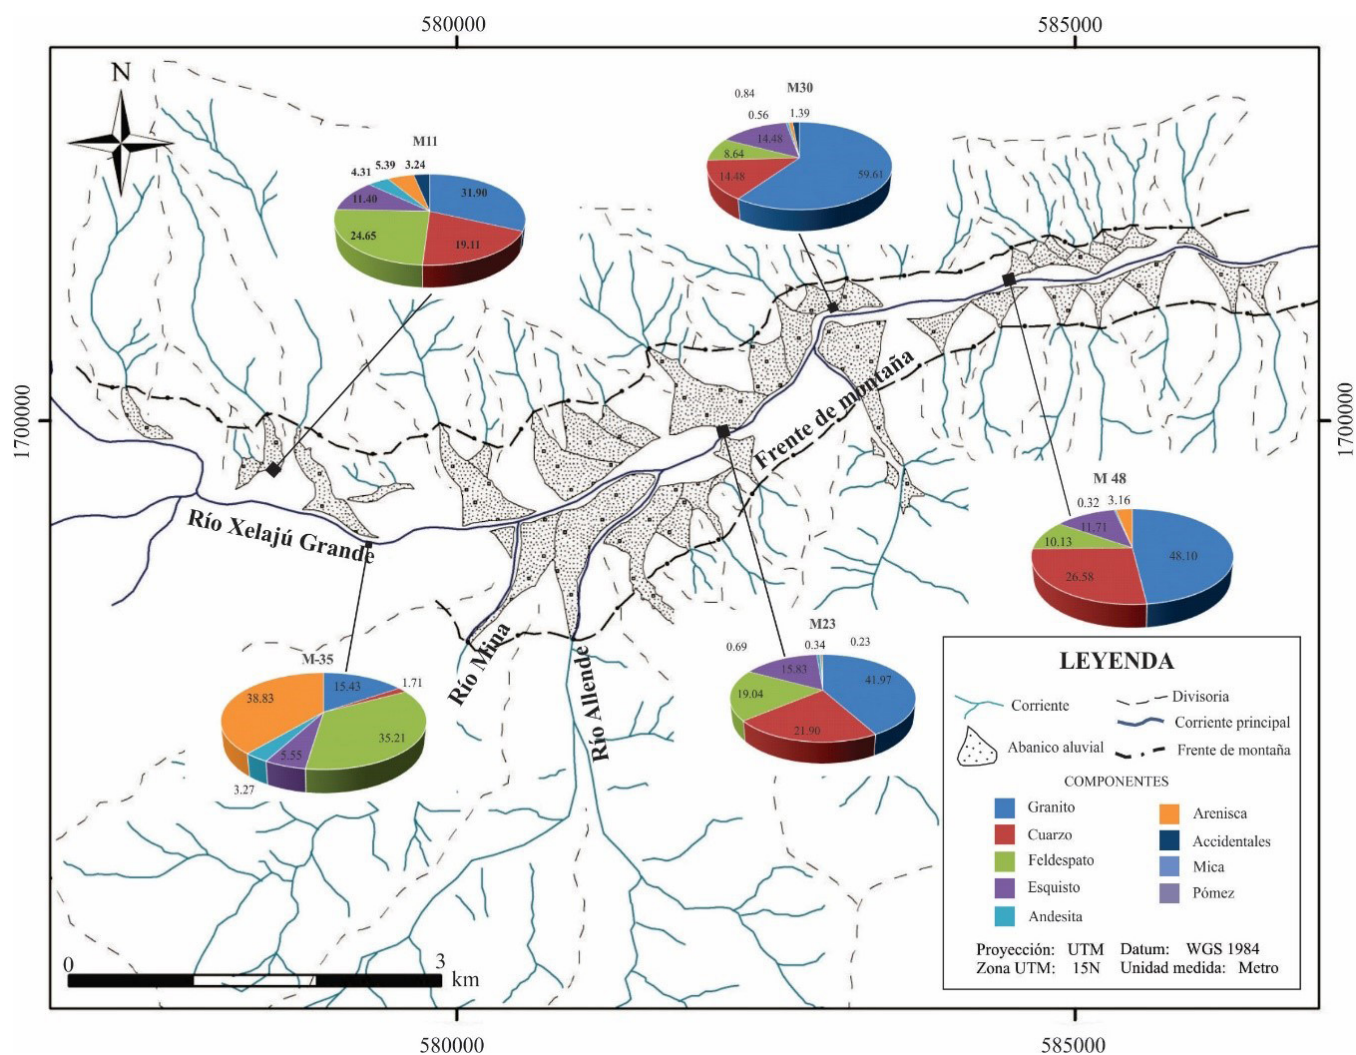 580000
585000
N
M11
4.31
5.39
3.24
31.90
11.40
24.65
19.11
0.84
M30
0.56
1.39
14.48
8.64
14.48
59.61
1700000
1700000
Frente de montaña
Río Xelajú Grande
Río Mina
Río Allende
M-35
38.83
15.43
1.71
35.21
5.55
3.27
M23
0.69
0.34
0.23
15.83
41.97
19.04
21.90
M 48
0.32
3.16
11.71
10.13
48.10
26.58
LEYENDA
Corriente
Divisoria
Corriente principal
Abanico aluvial
Frente de montaña
COMPONENTES
Granito
Arenisca
Cuarzo
Accidentales
Feldespato
Mica
Esquisto
Pómez
Andesita
Proyección: UTM Datum: WGS 1984
Zona UTM: 15N Unidad medida: Metro
0
3
km
580000
585000